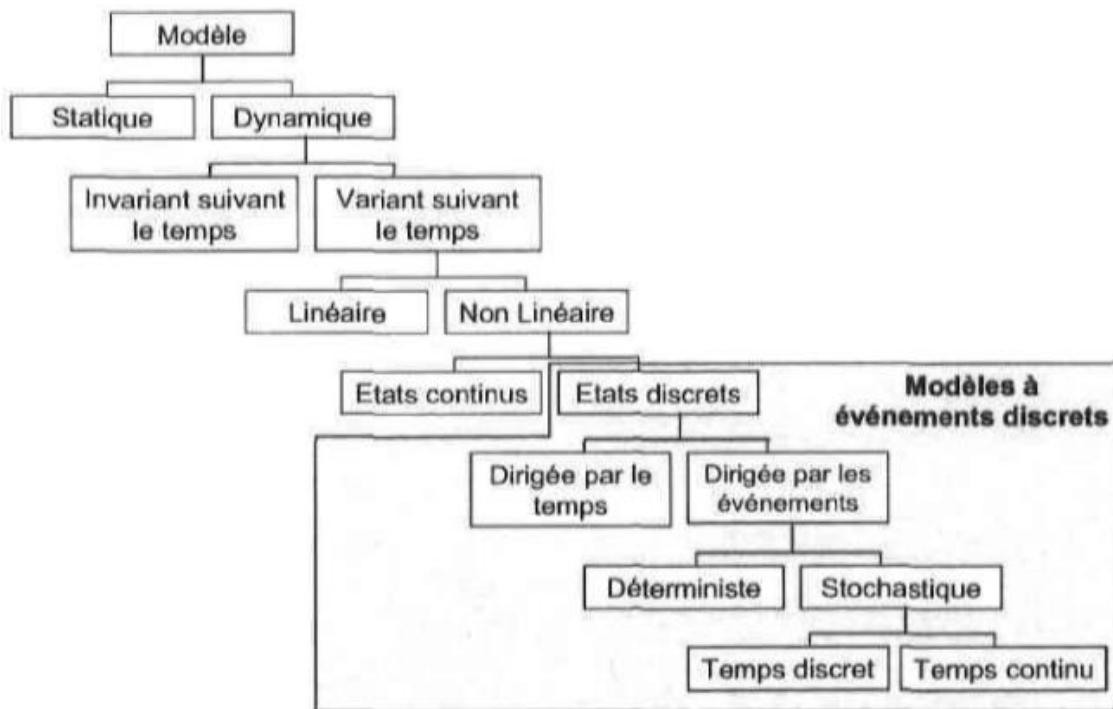 Modèle
Statique
Dynamique
Invariant suivant
le temps
Variant suivant
le temps
Linéaire
Non Linéaire
Etats continus
Etats discrets
Modèles à
événements discrets
Dirigée par le
temps
Dirigée par les
événements
Déterministe
Stochastique
Temps discret
Temps continu